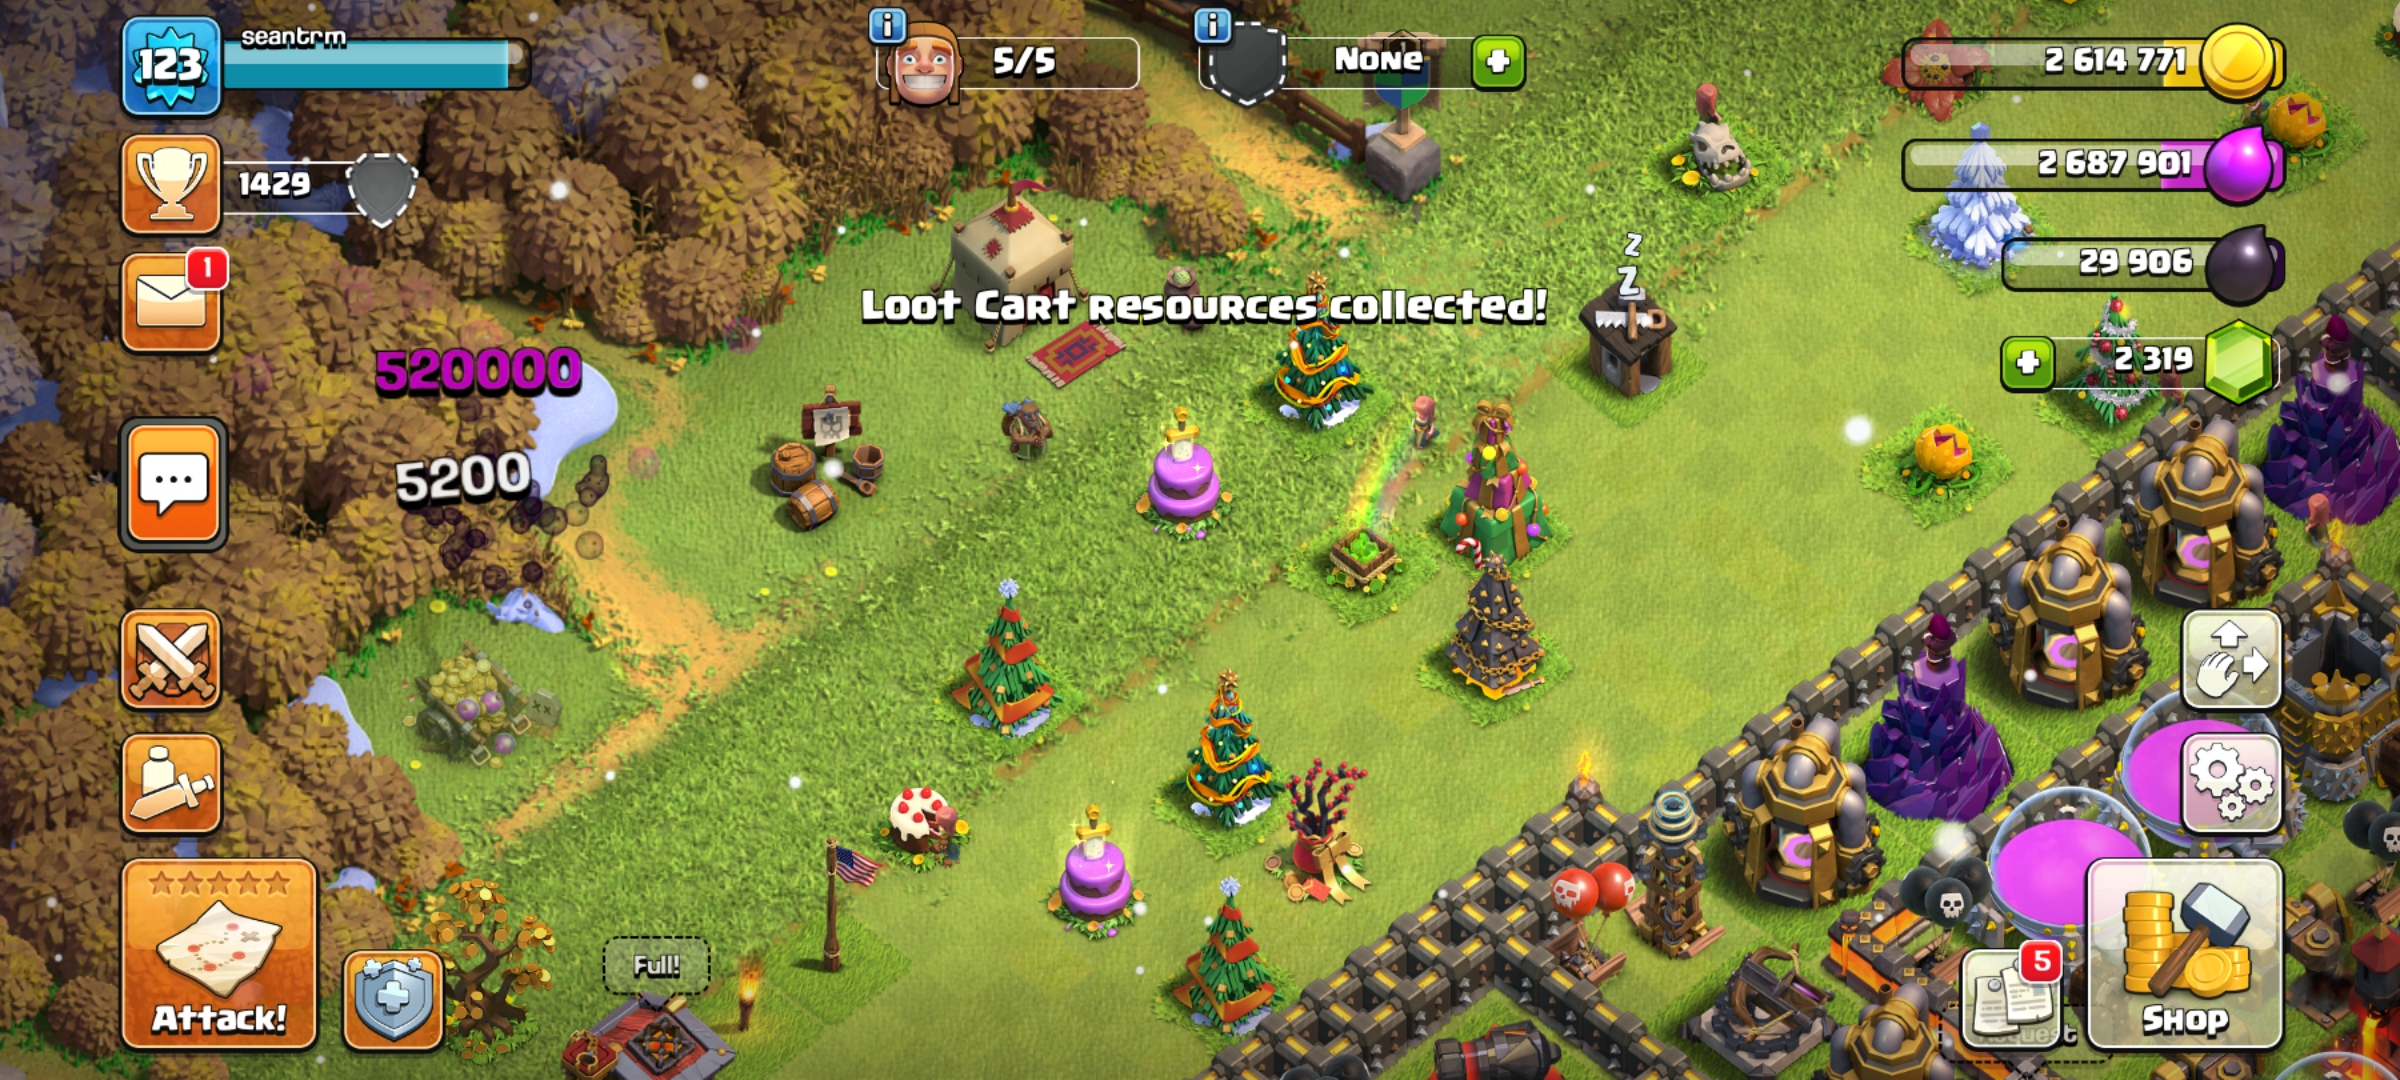 123
seantrm
5/5
None
2 614 771
1429
2 687 901
1
29 906
Loot Cart resources collected!
2 319
520000
5200
Z
Z
Full!
5
Attack!
Request
Shop